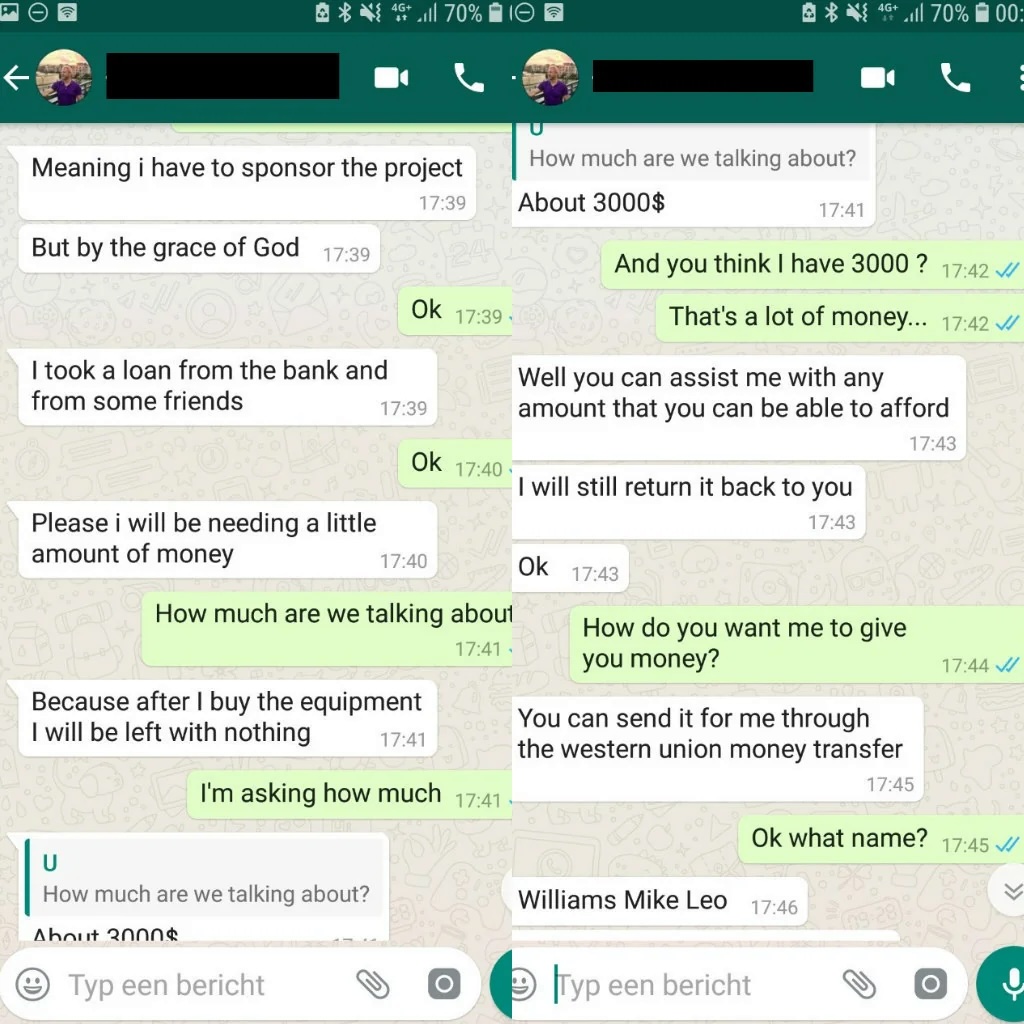 4G+ 70%
Meaning i have to sponsor the project
17:39
But by the grace of God 17:39
Ok 17:39
I took a loan from the bank and
from some friends 17:39
Ok 17:40
Please i will be needing a little
amount of money 17:40
How much are we talking about
17:41
Because after I buy the equipment
I will be left with nothing 17:41
I'm asking how much 17:41
U
How much are we talking about?
About 3000$ 17:41
Typ een bericht
4G+ 70% 00:
U
How much are we talking about?
About 3000$ 17:41
And you think I have 3000 ? 17:42
That's a lot of money... 17:42
Well you can assist me with any
amount that you can be able to afford
17:43
I will still return it back to you
17:43
Ok 17:43
How do you want me to give
you money? 17:44
You can send it for me through
the western union money transfer
17:45
Ok what name? 17:45
Williams Mike Leo 17:46
Typ een bericht